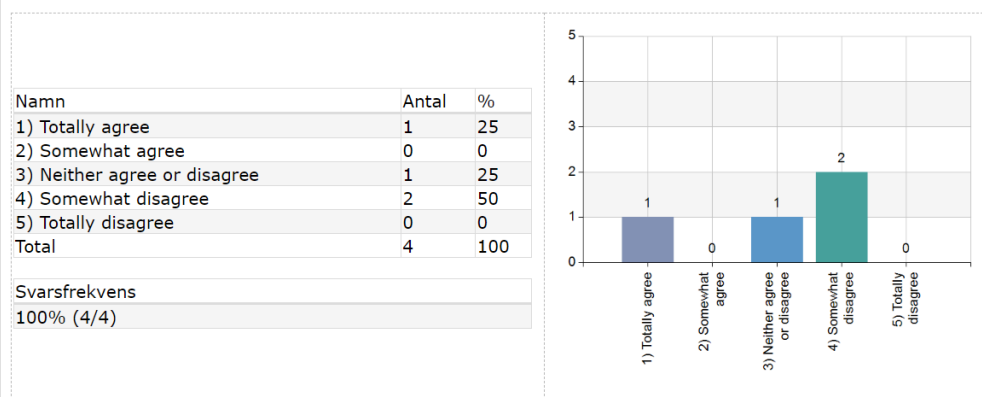 Namn Antal %
1) Totally agree 1 25
2) Somewhat agree 0 0
3) Neither agree or disagree 1 25
4) Somewhat disagree 2 50
5) Totally disagree 0 0
Total 4 100
Svarsfrekvens
100% (4/4)
5
4
3
2
1
0
1
0
1
2
0
1) Totally agree
2) Somewhat
agree
3) Neither agree
or disagree
4) Somewhat
disagree
5) Totally
disagree